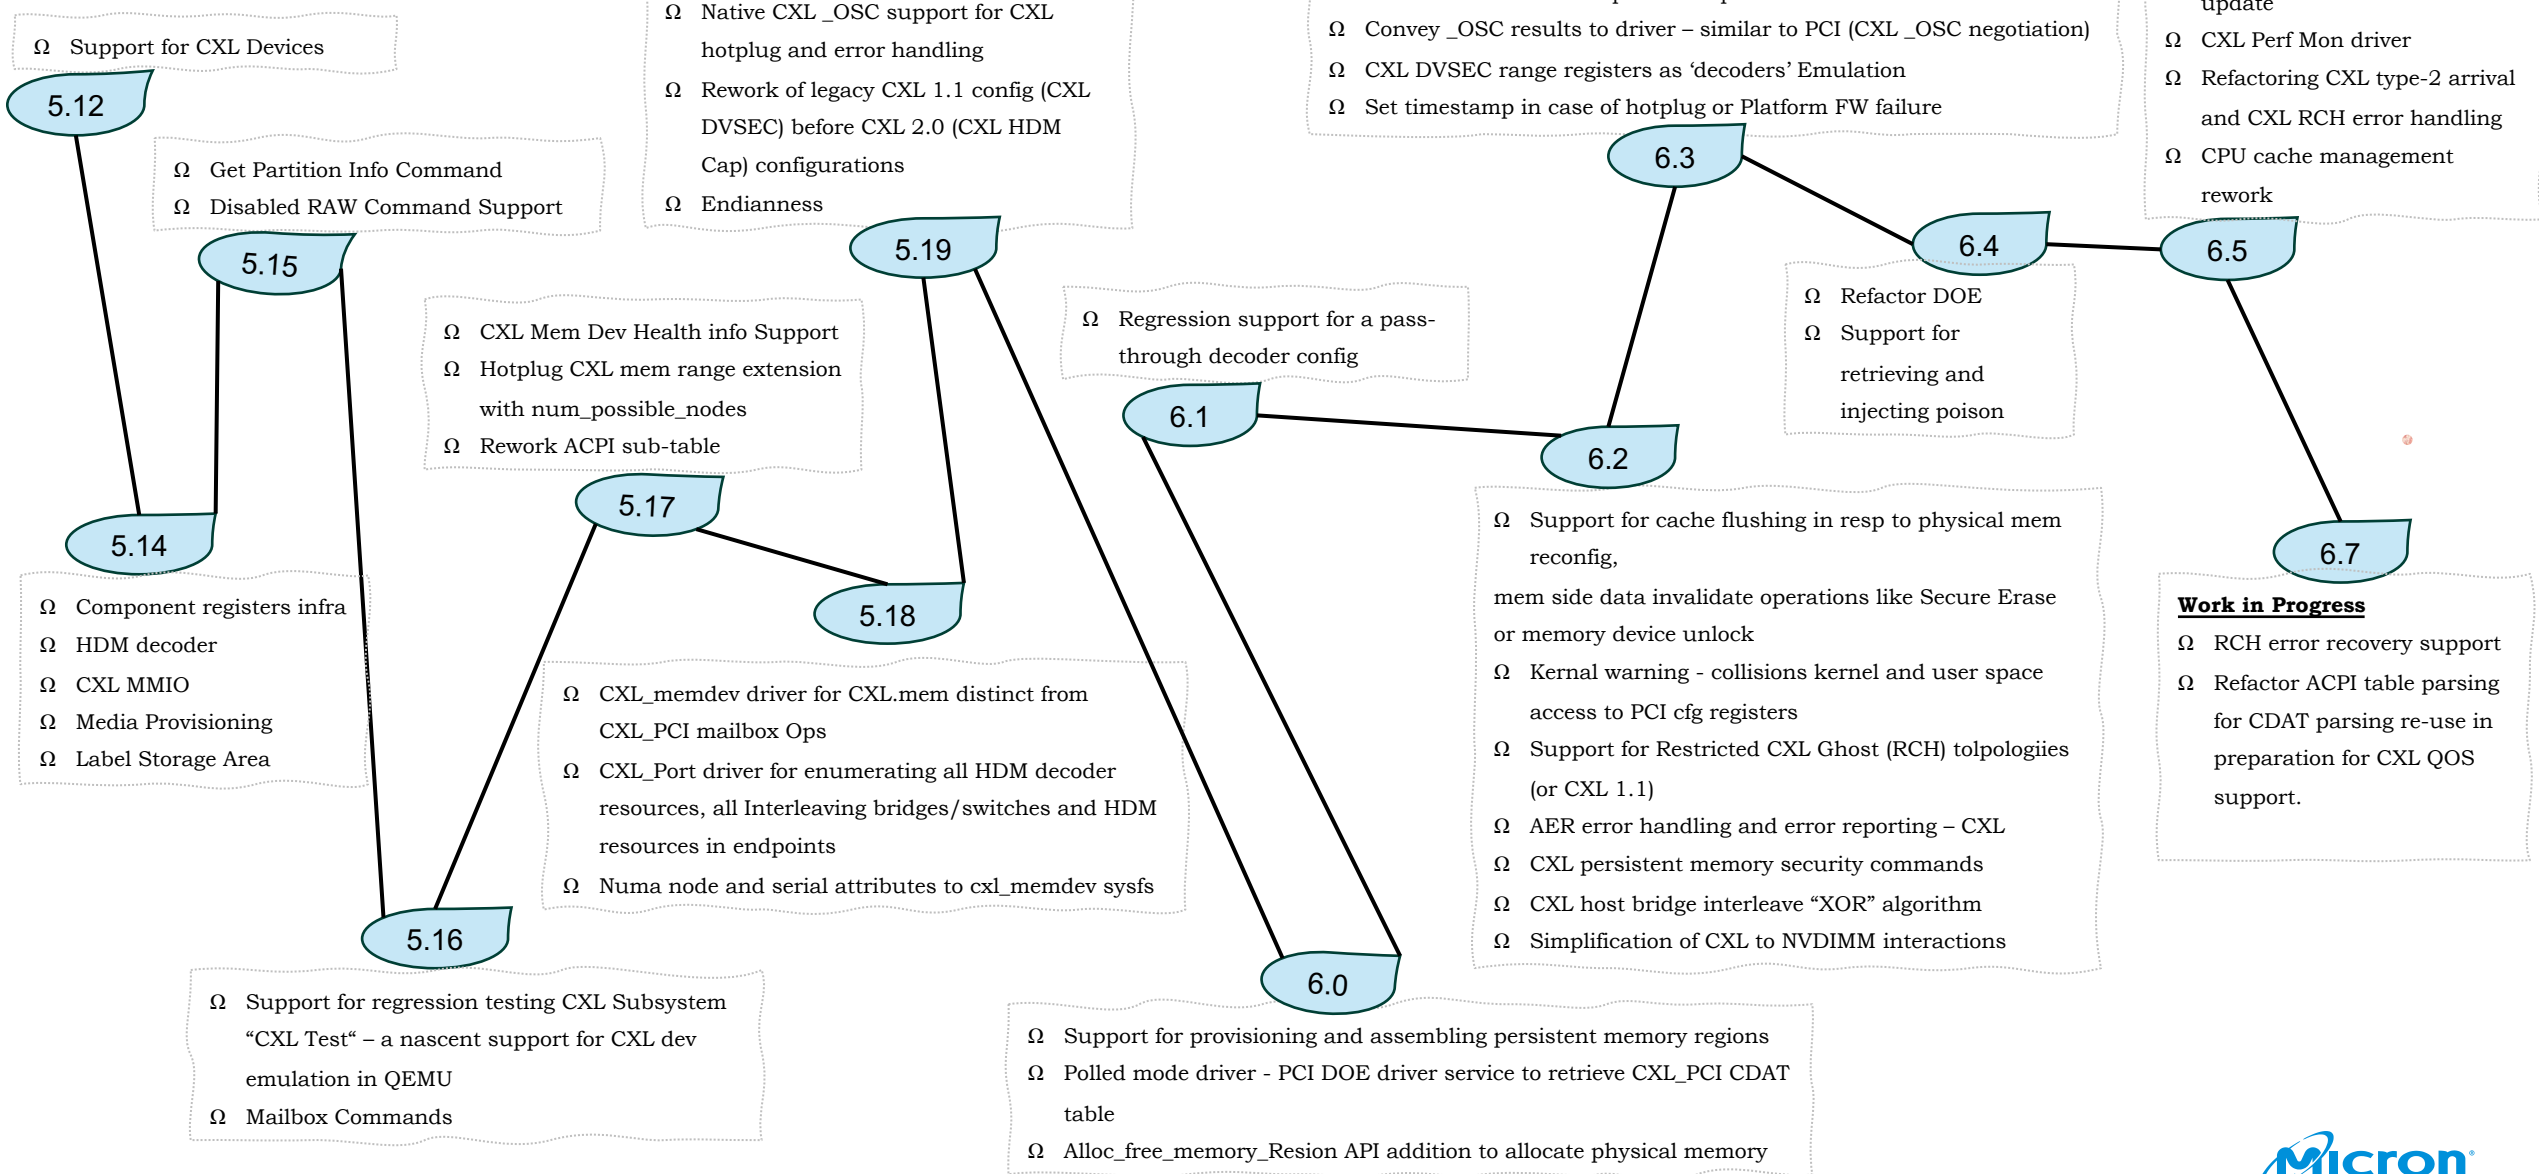 Ω Support for CXL Devices
5.12
Ω Get Partition Info Command
Ω Disabled RAW Command Support
5.15
5.14
Ω Component registers infra
Ω HDM decoder
Ω CXL MMIO
Ω Media Provisioning
Ω Label Storage Area
Ω Native CXL _OSC support for CXL
hotplug and error handling
Ω Rework of legacy CXL 1.1 config (CXL
DVSEC) before CXL 2.0 (CXL HDM
Cap) configurations
Ω Endianness
5.19
Ω CXL Mem Dev Health info Support
Ω Hotplug CXL mem range extension
with num_possible_nodes
Ω Rework ACPI sub-table
5.17
5.18
Ω CXL_memdev driver for CXL.mem distinct from
CXL_PCI mailbox Ops
Ω CXL_Port driver for enumerating all HDM decoder
resources, all Interleaving bridges/switches and HDM
resources in endpoints
Ω Numa node and serial attributes to cxl_memdev sysfs
5.16
Ω Support for regression testing CXL Subsystem
“CXL Test“ – a nascent support for CXL dev
emulation in QEMU
Ω Mailbox Commands
Ω Convey _OSC results to driver – similar to PCI (CXL _OSC negotiation)
Ω CXL DVSEC range registers as ‘decoders’ Emulation
Ω Set timestamp in case of hotplug or Platform FW failure
6.3
Ω Regression support for a pass-
through decoder config
6.1
6.2
Ω Support for cache flushing in resp to physical mem
reconfig,
mem side data invalidate operations like Secure Erase
or memory device unlock
Ω Kernal warning - collisions kernel and user space
access to PCI cfg registers
Ω Support for Restricted CXL Ghost (RCH) tolpologiies
(or CXL 1.1)
Ω AER error handling and error reporting – CXL
Ω CXL persistent memory security commands
Ω CXL host bridge interleave “XOR” algorithm
Ω Simplification of CXL to NVDIMM interactions
6.0
Ω Support for provisioning and assembling persistent memory regions
Ω Polled mode driver - PCI DOE driver service to retrieve CXL_PCI CDAT
table
Ω Alloc_free_memory_Resion API addition to allocate physical memory
6.4
Ω Refactor DOE
Ω Support for
retrieving and
injecting poison
update
Ω CXL Perf Mon driver
Ω Refactoring CXL type-2 arrival
and CXL RCH error handling
Ω CPU cache management
rework
6.5
6.7
Work in Progress
Ω RCH error recovery support
Ω Refactor ACPI table parsing
for CDAT parsing re-use in
preparation for CXL QOS
support.
Micron